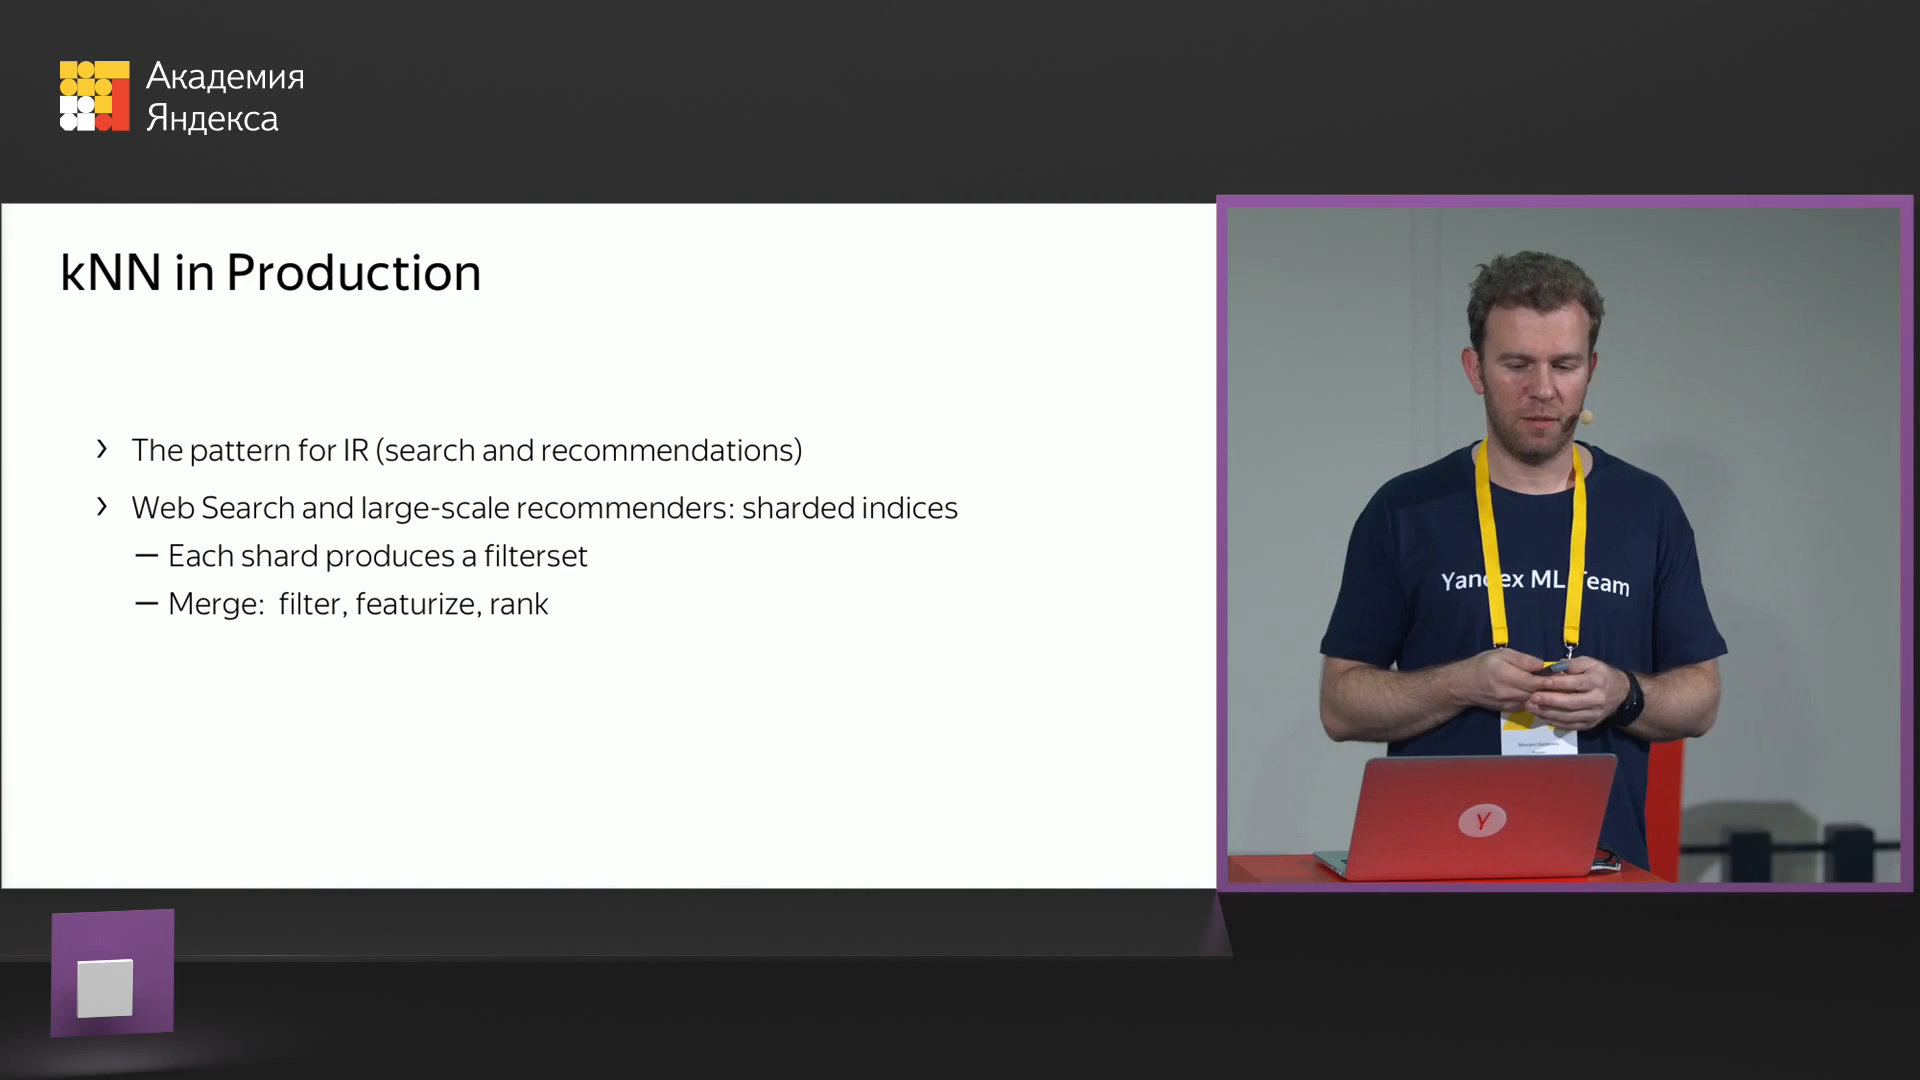 Академия
Яндекса
kNN in Production
› The pattern for IR (search and recommendations)
› Web Search and large-scale recommenders: sharded indices
— Each shard produces a filterset
— Merge: filter, featurize, rank
Yandex ML Team
Y